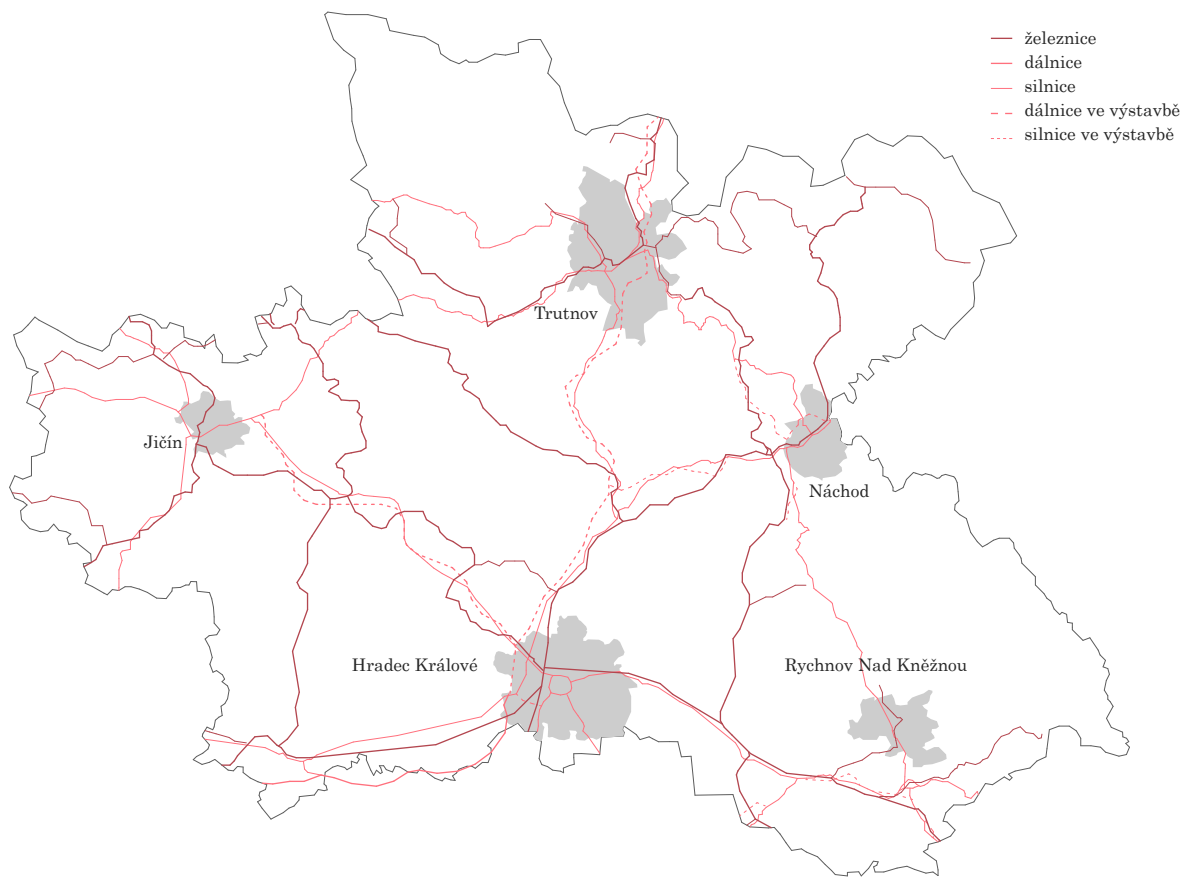 železnice
dálnice
silnice
dálnice ve výstavbě
silnice ve výstavbě
Trutnov
Jičín
Náchod
Hradec Králové
Rychnov Nad Kněžnou